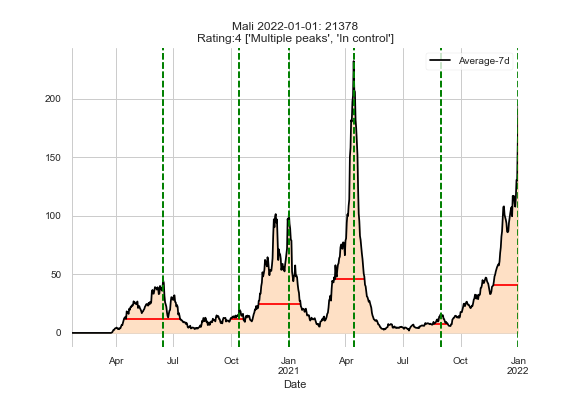 Mali 2022-01-01: 21378
Rating:4 ['Multiple peaks', 'In control']
Average-7d
200
150
100
50
0
Apr Jul Oct Jan Apr Jul Oct Jan
2021 2022
Date